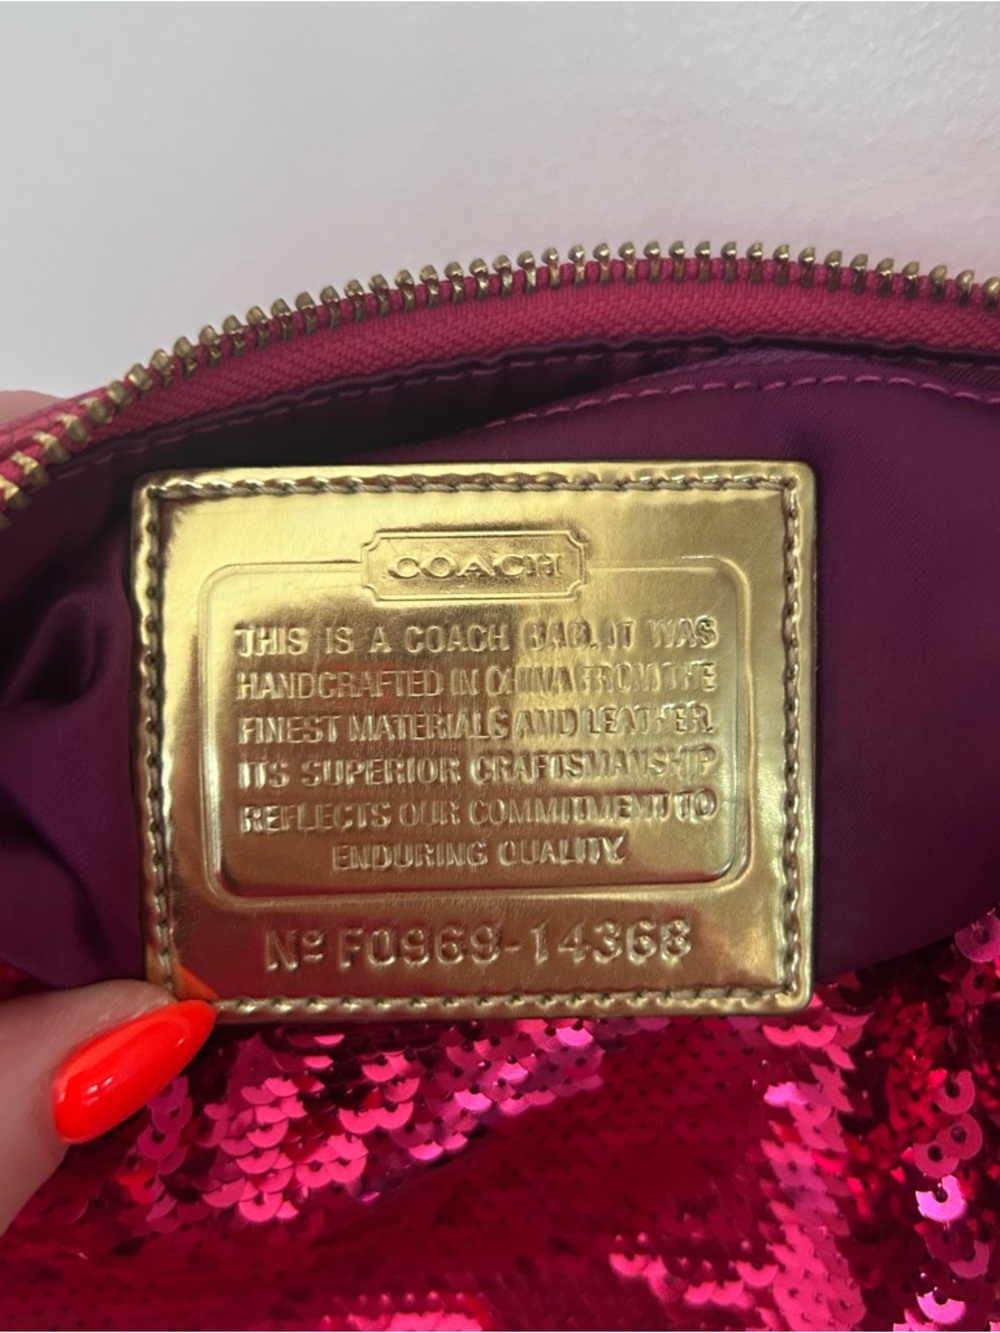 COACH
THIS IS A COACH BAG. IT WAS
HANDCRAFTED IN CHINA FROM THE
FINEST MATERIALS AND LEATHER.
ITS SUPERIOR CRAFTSMANSHIP
REFLECTS OUR COMMITMENT TO
ENDURING QUALITY.
Nº F0969-14368